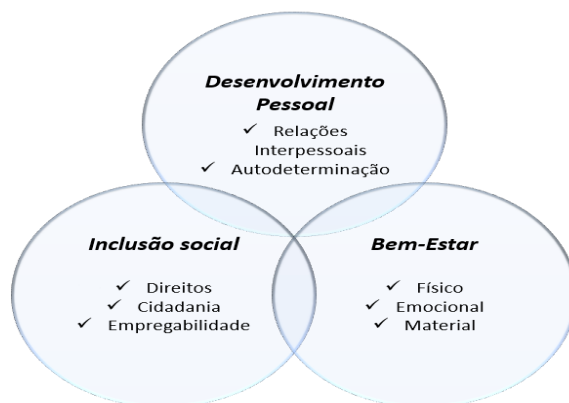 Desenvolvimento
Pessoal
✓ Relações
Interpessoais
✓ Autodeterminação
Inclusão social
✓ Direitos
✓ Cidadania
✓ Empregabilidade
Bem-Estar
✓ Físico
✓ Emocional
✓ Material